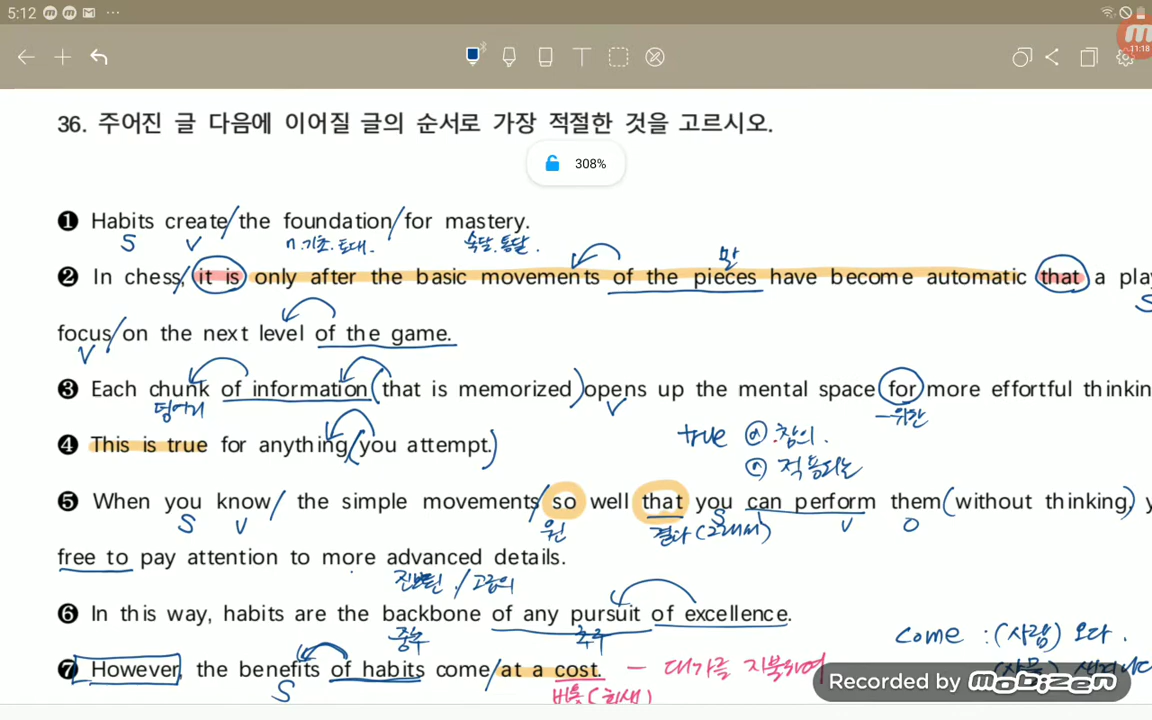 5:12
11:18
36. 주어진 글 다음에 이어질 글의 순서로 가장 적절한 것을 고르시오.
308%
❶ Habits create/the foundation/for mastery.
S V n.기초.토대. 숙달.통달.
말
❷ In chess, it is only after the basic movements of the pieces have become automatic that a pla
S
focus/on the next level of the game.
V
❸ Each chunk of information(that is memorized)opens up the mental space for more effortful thinkin
덩어리 V ~위한
❹ This is true for anything(you attempt.)
true ⓐ 참의.
적용되는
❺ When you know/ the simple movements/so well that you can perform them(without thinking), y
S V 원 결과(그래서) S V O
free to pay attention to more advanced details.
진보된./고급의
❻ In this way, habits are the backbone of any pursuit of excellence.
중추 추구
come : (사람) 오다.
❼ However, the benefits of habits come/at a cost. - 대가를 지불하며
S 비용(희생)
Recorded by mobizen